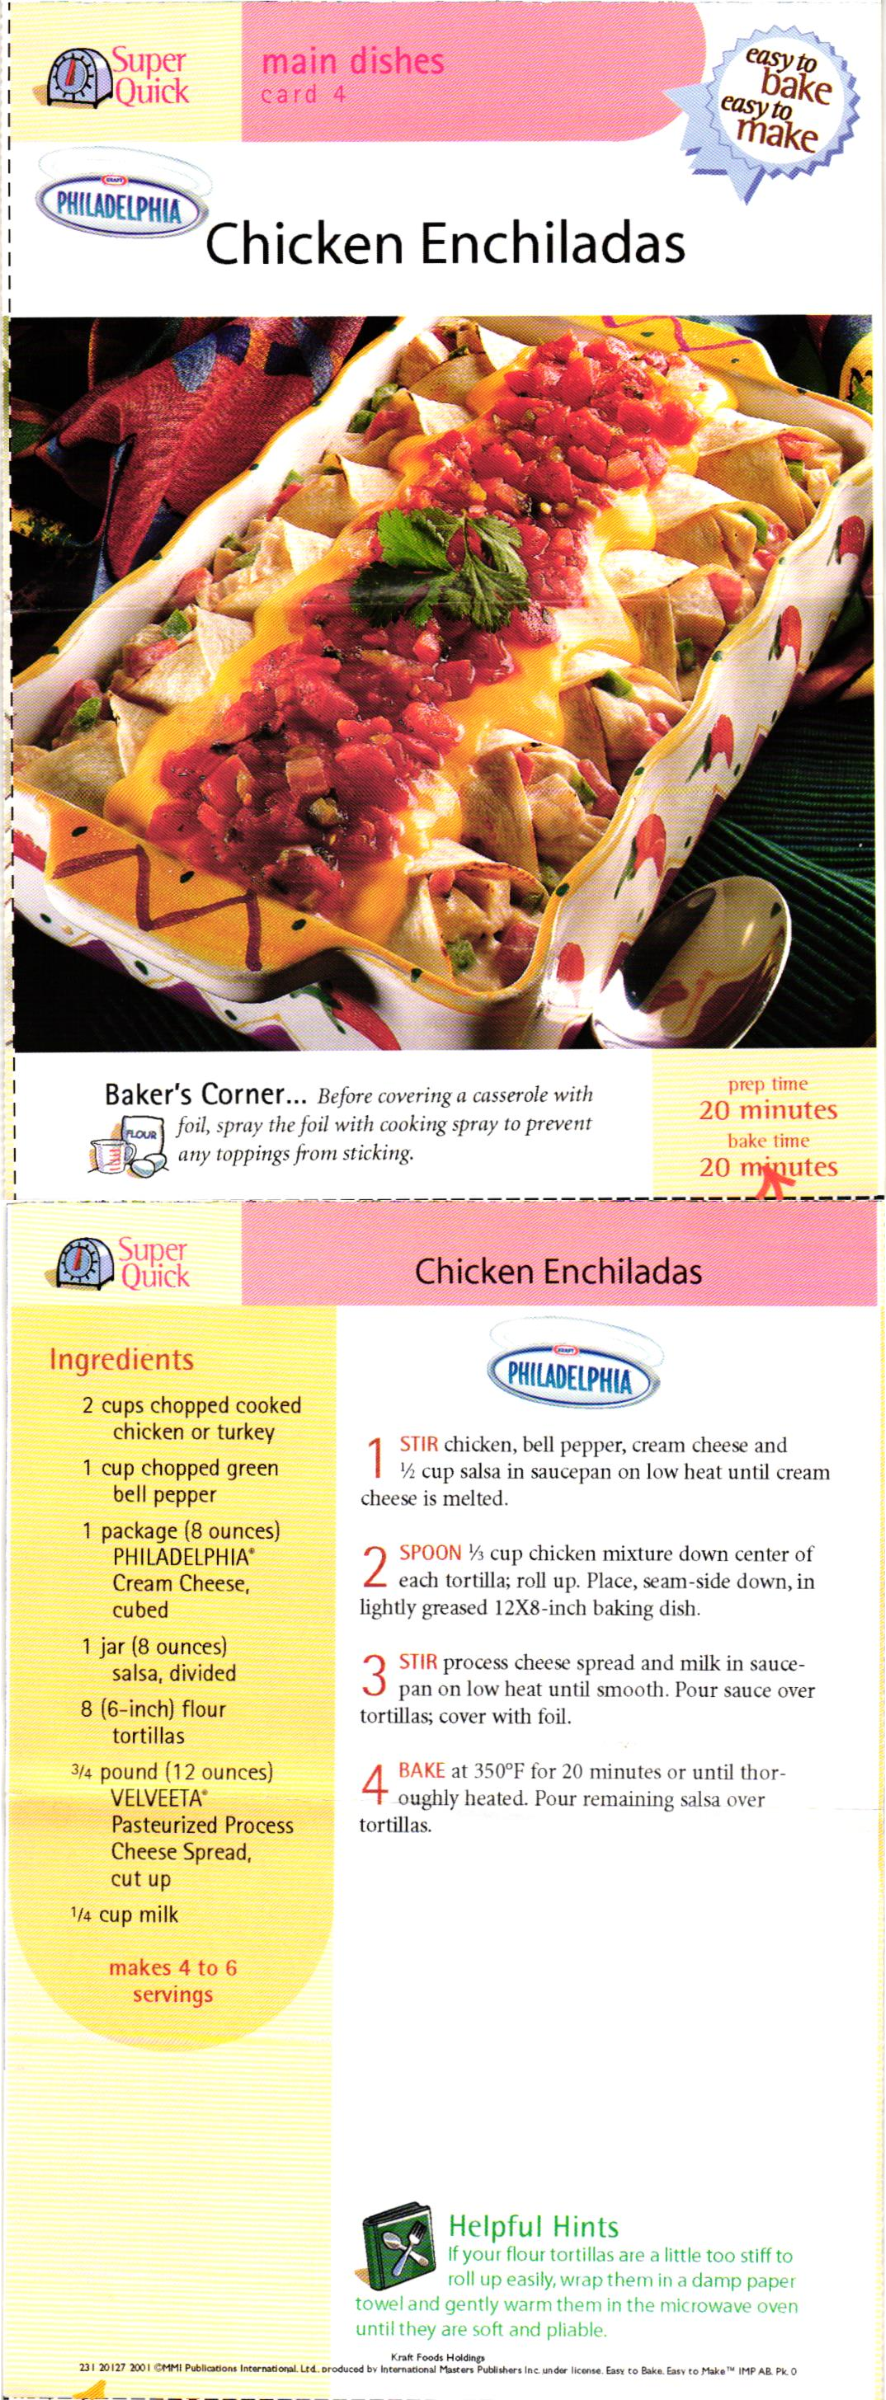 Super
Quick
main dishes
card 4
easy to
bake
easy to
make
KRAFT
PHILADELPHIA
Chicken Enchiladas
Baker's Corner... Before covering a casserole with
foil, spray the foil with cooking spray to prevent
any toppings from sticking.
FLOUR
prep time
20 minutes
bake time
20 minutes
Super
Quick
Chicken Enchiladas
Ingredients
2 cups chopped cooked
chicken or turkey
1 cup chopped green
bell pepper
1 package (8 ounces)
PHILADELPHIA®
Cream Cheese,
cubed
1 jar (8 ounces)
salsa, divided
8 (6-inch) flour
tortillas
3/4 pound (12 ounces)
VELVEETA®
Pasteurized Process
Cheese Spread,
cut up
1/4 cup milk
makes 4 to 6
servings
KRAFT
PHILADELPHIA
1 STIR chicken, bell pepper, cream cheese and
½ cup salsa in saucepan on low heat until cream
cheese is melted.
2 SPOON ⅓ cup chicken mixture down center of
each tortilla; roll up. Place, seam-side down, in
lightly greased 12X8-inch baking dish.
3 STIR process cheese spread and milk in sauce-
pan on low heat until smooth. Pour sauce over
tortillas; cover with foil.
4 BAKE at 350°F for 20 minutes or until thor-
oughly heated. Pour remaining salsa over
tortillas.
Helpful Hints
If your flour tortillas are a little too stiff to
roll up easily, wrap them in a damp paper
towel and gently warm them in the microwave oven
until they are soft and pliable.
Kraft Foods Holdings
231 20127 2001 ©MMI Publications International, Ltd., produced by International Masters Publishers Inc. under license. Easy to Bake. Easy to Make™ IMP AB. Pk. 0